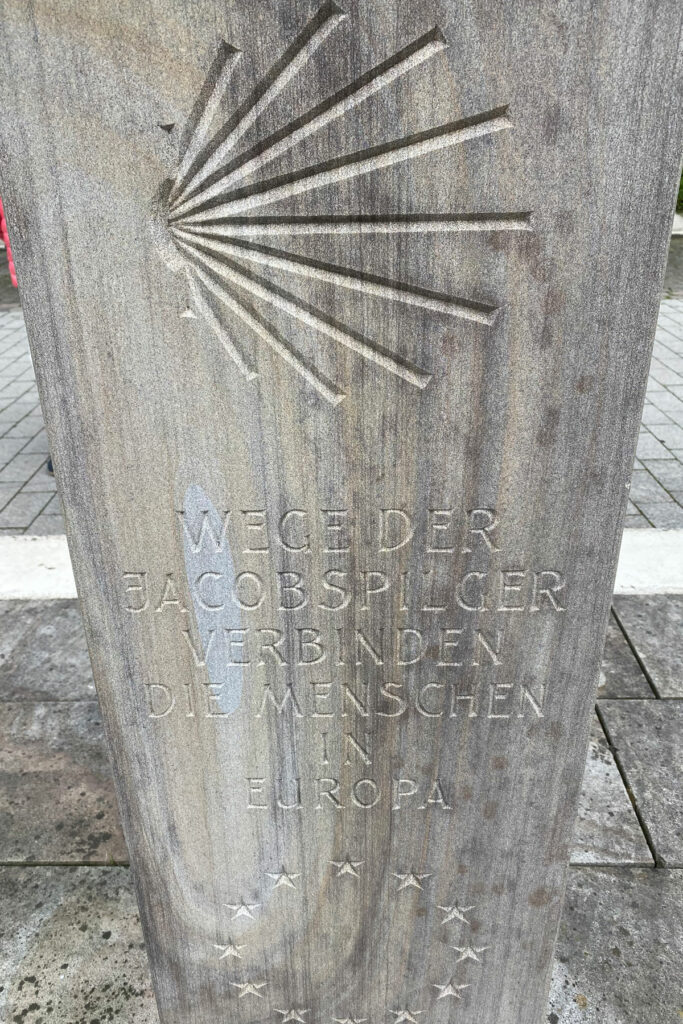 WEGE DER
JACOBSPILGER
VERBINDEN
DIE MENSCHEN
IN
EUROPA